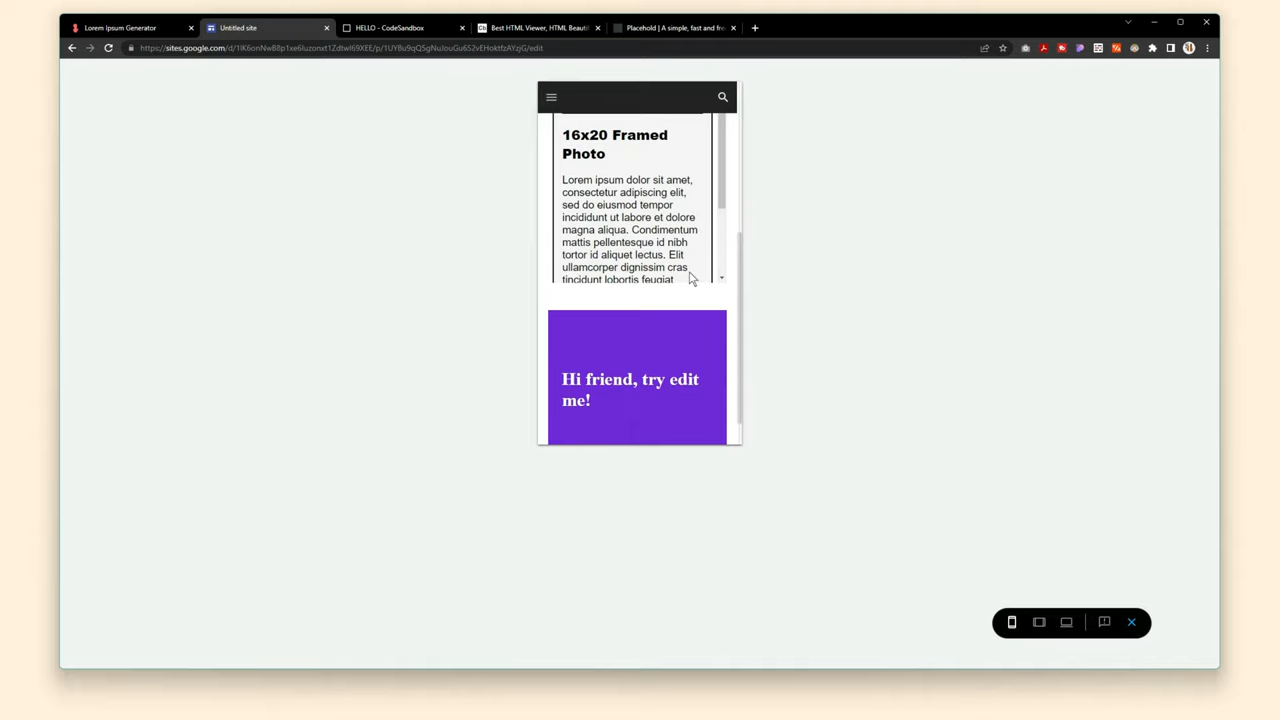 Lorem Ipsum Generator
Untitled site
HELLO - CodeSandbox
Best HTML Viewer, HTML Beauti
Placehold | A simple, fast and fre
16x20 Framed
Photo
Lorem ipsum dolor sit amet,
consectetur adipiscing elit,
sed do eiusmod tempor
incididunt ut labore et dolore
magna aliqua. Condimentum
mattis pellentesque id nibh
tortor id aliquet lectus. Elit
ullamcorper dignissim cras
tincidunt lobortis feugiat
Hi friend, try edit
me!